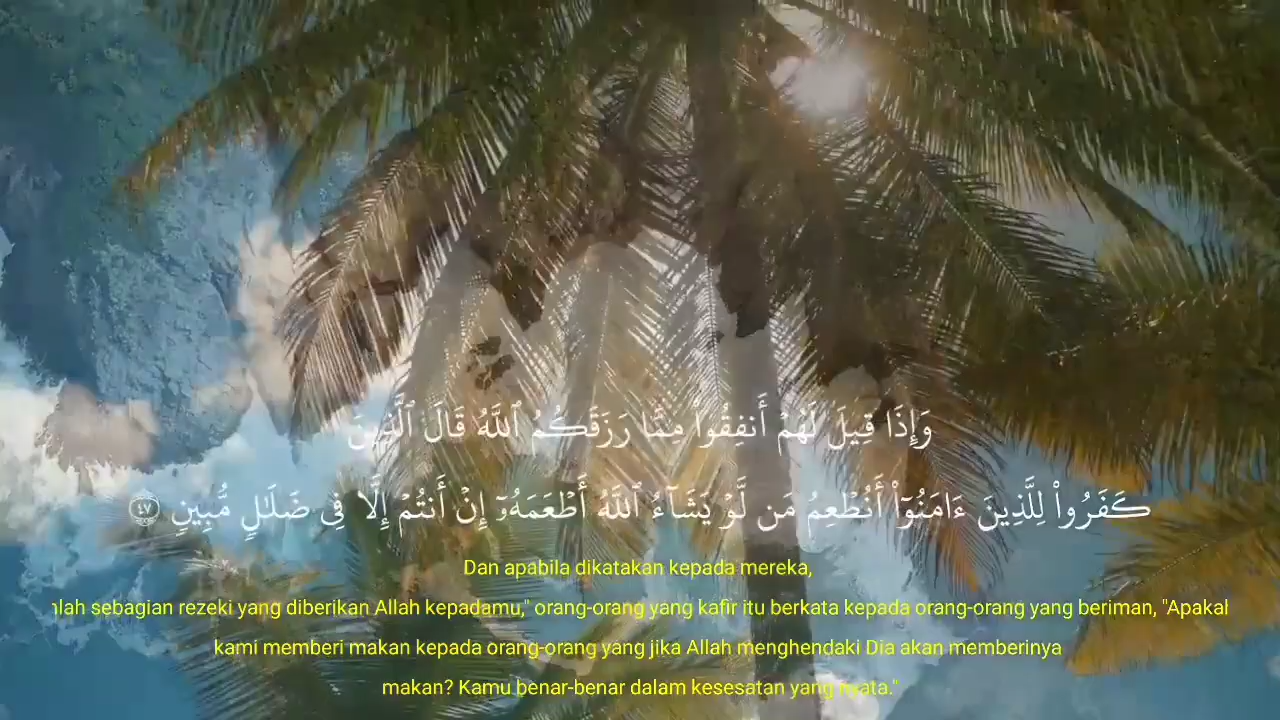 وَإِذَا قِيلَ لَهُمْ أَنفِقُوا۟ مِمَّا رَزَقَكُمُ ٱللَّهُ قَالَ ٱلَّذِينَ
كَفَرُوا۟ لِلَّذِينَ ءَامَنُوٓا۟ أَنُطْعِمُ مَن لَّوْ يَشَآءُ ٱللَّهُ أَطْعَمَهُۥٓ إِنْ أَنتُمْ إِلَّا فِى ضَلَـٰلٍ مُّبِينٍ ٤٧
Dan apabila dikatakan kepada mereka,
sebagian rezeki yang diberikan Allah kepadamu," orang-orang yang kafir itu berkata kepada orang-orang yang beriman, "Apakal
kami memberi makan kepada orang-orang yang jika Allah menghendaki Dia akan memberinya
makan? Kamu benar-benar dalam kesesatan yang nyata."